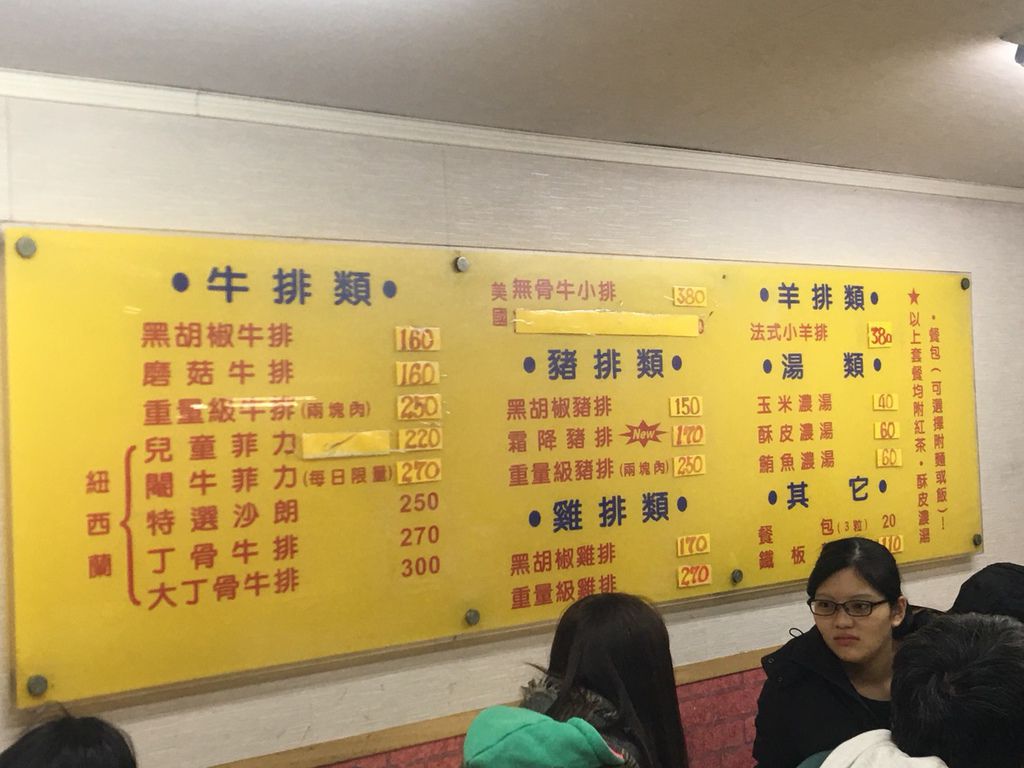 • 牛排類 •
黑胡椒牛排 160
磨菇牛排 160
重量級牛排(兩塊肉) 250
紐西蘭
兒童菲力 220
閹牛菲力(每日限量) 270
特選沙朗 250
丁骨牛排 270
大丁骨牛排 300
美國
無骨牛小排 380
• 豬排類 •
黑胡椒豬排 150
霜降豬排 New 170
重量級豬排(兩塊肉) 250
• 雞排類 •
黑胡椒雞排 170
重量級雞排 270
• 羊排類 •
法式小羊排 380
• 湯類 •
玉米濃湯 40
酥皮濃湯 60
鮪魚濃湯 60
• 其它 •
餐包(3粒) 20
鐵板 110
★以上套餐均附紅茶•酥皮濃湯
•餐包(可選擇附麵或飯)!